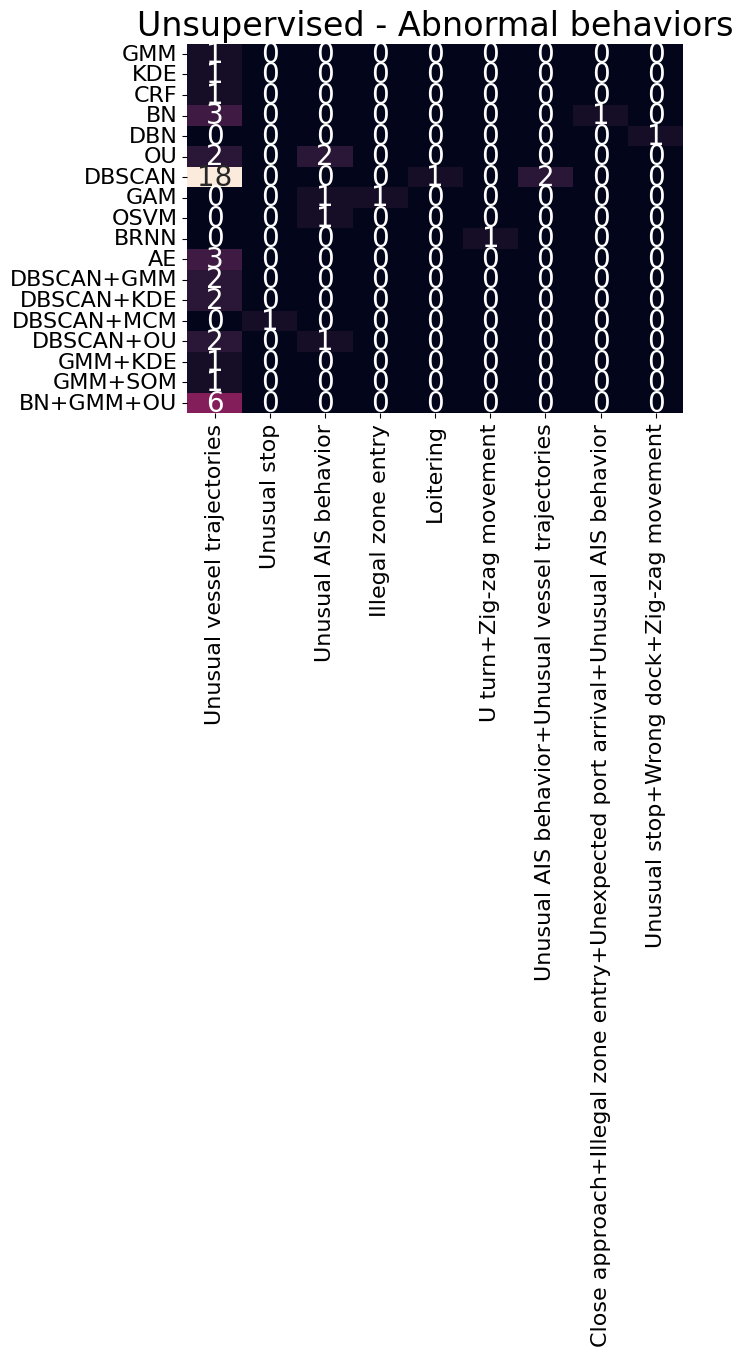 Unsupervised - Abnormal behaviors
GMM 1 0 0 0 0 0 0 0 0
KDE 1 0 0 0 0 0 0 0 0
CRF 1 0 0 0 0 0 0 0 0
BN 3 0 0 0 0 0 0 1 0
DBN 0 0 0 0 0 0 0 0 1
OU 2 0 2 0 0 0 0 0 0
DBSCAN 18 0 0 0 1 0 2 0 0
GAM 0 0 1 1 0 0 0 0 0
OSVM 0 0 1 0 0 0 0 0 0
BRNN 0 0 0 0 0 1 0 0 0
AE 3 0 0 0 0 0 0 0 0
DBSCAN+GMM 2 0 0 0 0 0 0 0 0
DBSCAN+KDE 2 0 0 0 0 0 0 0 0
DBSCAN+MCM 0 1 0 0 0 0 0 0 0
DBSCAN+OU 2 0 1 0 0 0 0 0 0
GMM+KDE 1 0 0 0 0 0 0 0 0
GMM+SOM 1 0 0 0 0 0 0 0 0
BN+GMM+OU 6 0 0 0 0 0 0 0 0
Unusual vessel trajectories
Unusual stop
Unusual AIS behavior
Illegal zone entry
Loitering
U turn+Zig-zag movement
Unusual AIS behavior+Unusual vessel trajectories
Close approach+Illegal zone entry+Unexpected port arrival+Unusual AIS behavior
Unusual stop+Wrong dock+Zig-zag movement